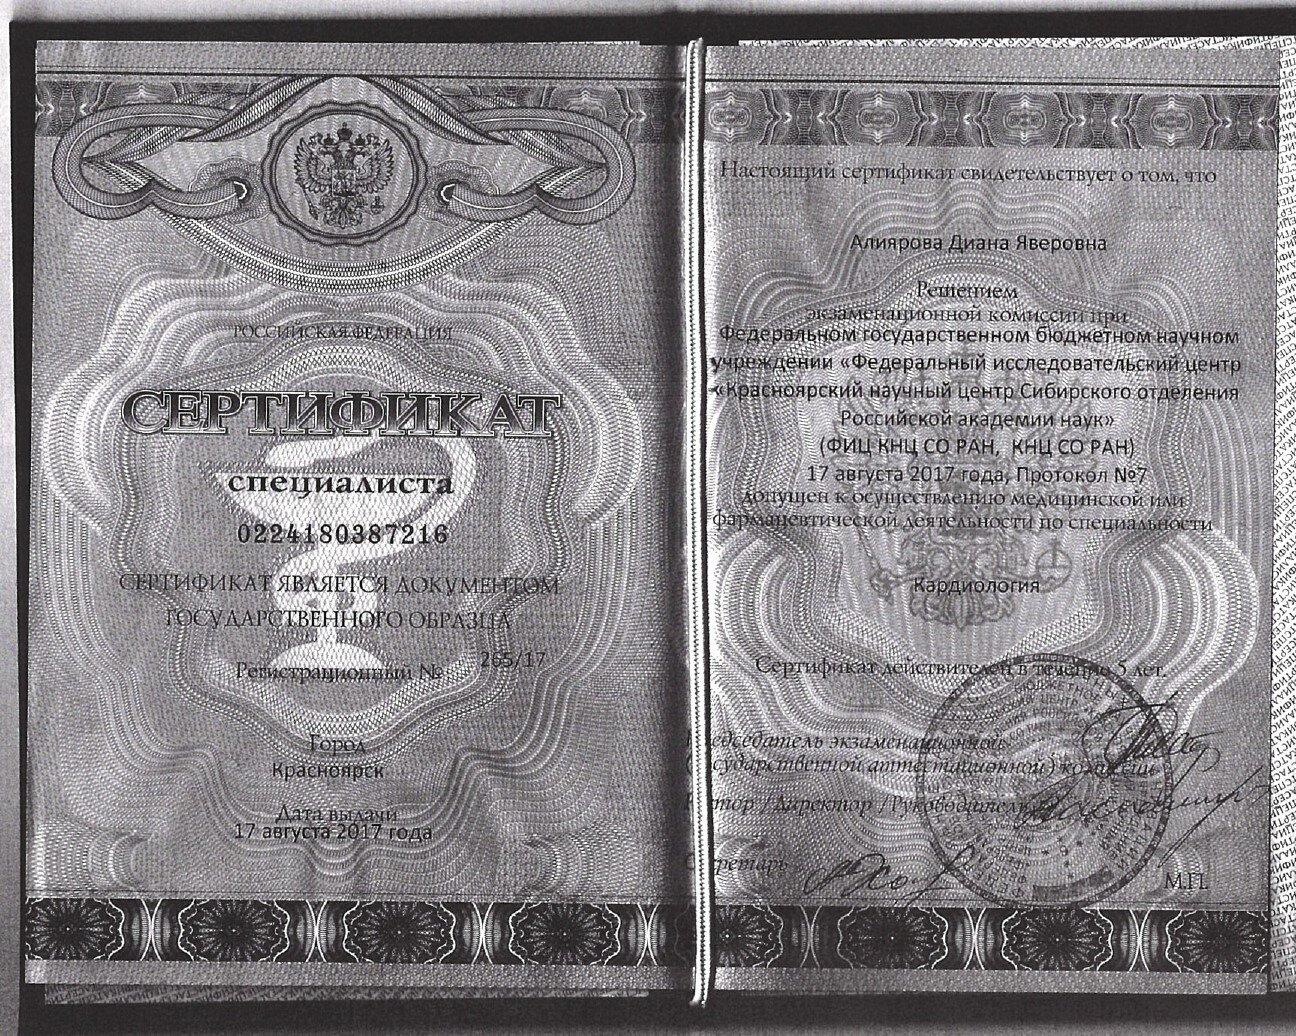 РОССИЙСКАЯ ФЕДЕРАЦИЯ
СЕРТИФИКАТ
специалиста
0224180387216
СЕРТИФИКАТ ЯВЛЯЕТСЯ ДОКУМЕНТОМ
ГОСУДАРСТВЕННОГО ОБРАЗЦА
Регистрационный № 265/17
Город
Красноярск
Дата выдачи
17 августа 2017 года
Настоящий сертификат свидетельствует о том, что
Алиярова Диана Яверовна
Решением
экзаменационной комиссии при
Федеральном государственном бюджетном научном
учреждении «Федеральный исследовательский центр
«Красноярский научный центр Сибирского отделения
Российской академии наук»
(ФИЦ КНЦ СО РАН, КНЦ СО РАН)
17 августа 2017 года, Протокол №7
допущен к осуществлению медицинской или
фармацевтической деятельности по специальности
Кардиология
Сертификат действителен в течение 5 лет.
экзаменационной
аттестационной) комиссии
/ Директор / Руководитель
М.П.